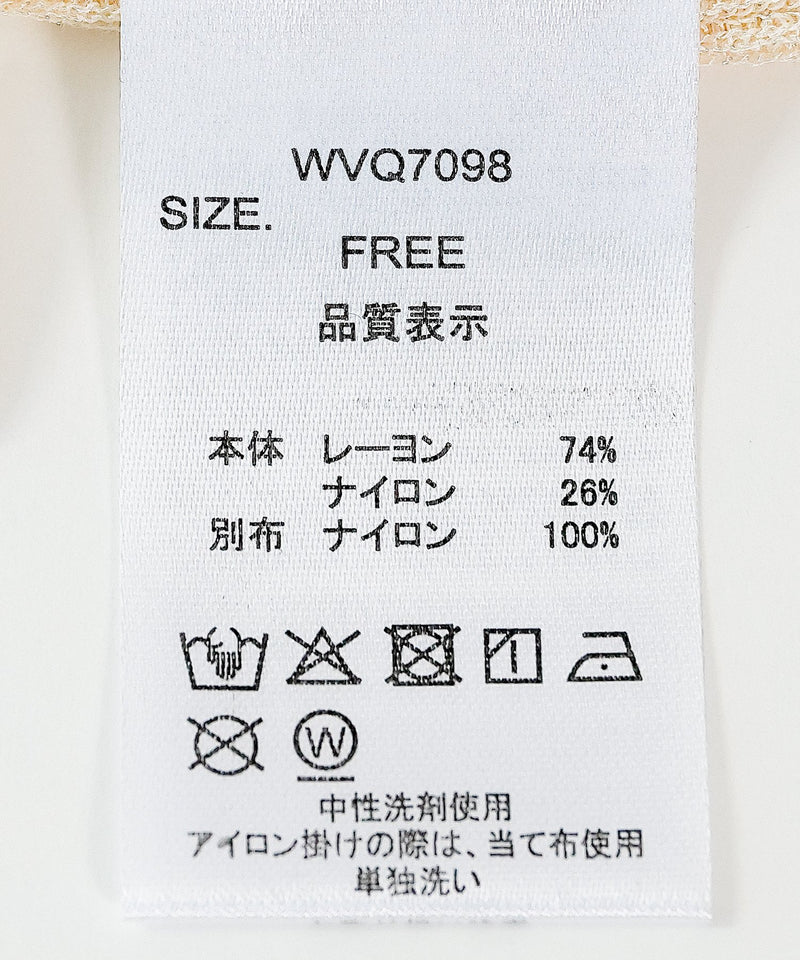 WVQ7098
SIZE.
FREE
品質表示
本体 レーヨン 74%
ナイロン 26%
別布 ナイロン 100%
W
中性洗剤使用
アイロン掛けの際は、当て布使用
単独洗い